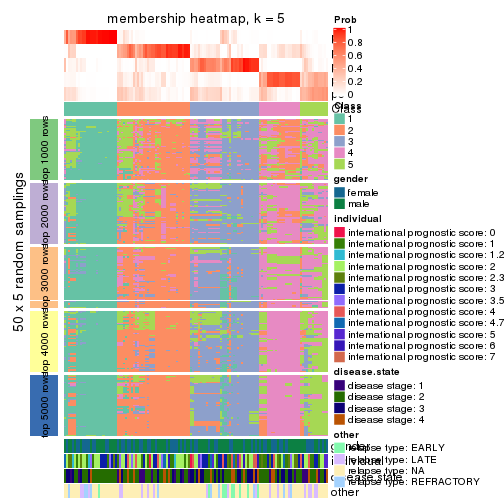 membership heatmap, k = 5
50 x 5 random samplings
top 1000 rows
top 2000 rows
top 3000 rows
top 4000 rows
top 5000 rows
Class
gender
individual
disease.state
other
Prob
1
0.8
0.6
0.4
0.2
0
Class
1
2
3
4
5
gender
female
male
individual
international prognostic score: 0
international prognostic score: 1
international prognostic score: 1.2
international prognostic score: 2
international prognostic score: 2.3
international prognostic score: 3
international prognostic score: 3.5
international prognostic score: 4
international prognostic score: 4.7
international prognostic score: 5
international prognostic score: 6
international prognostic score: 7
disease.state
disease stage: 1
disease stage: 2
disease stage: 3
disease stage: 4
other
relapse type: EARLY
relapse type: LATE
relapse type: NA
relapse type: REFRACTORY